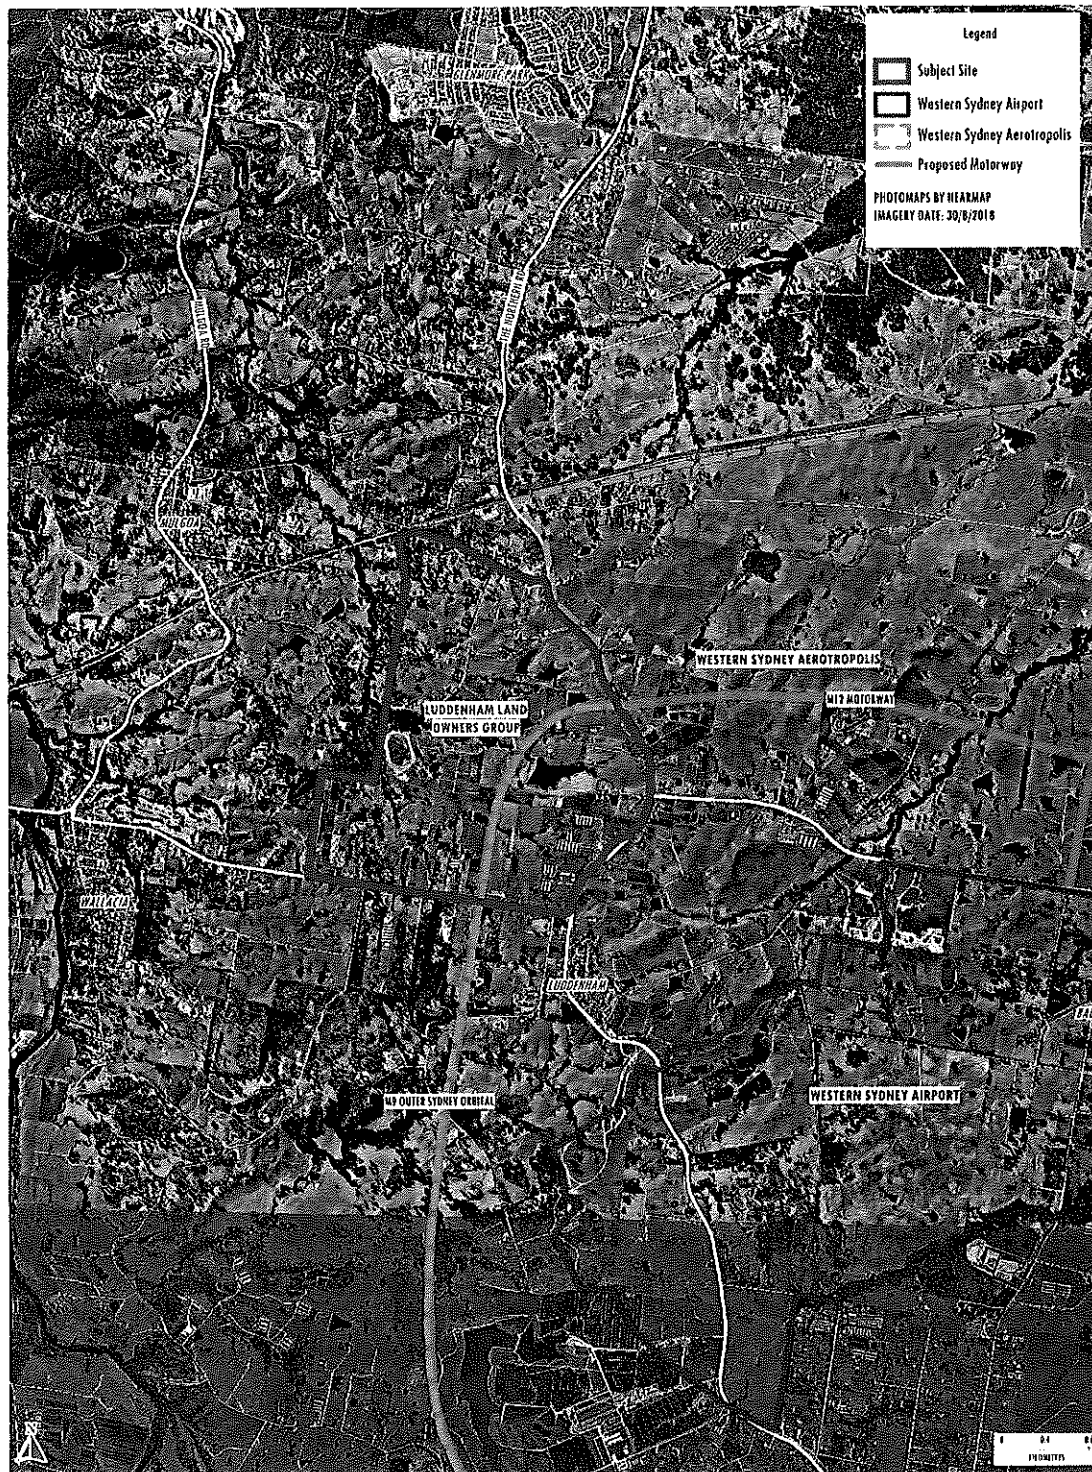 GLENMORE PARK
Legend
Subject Site
Western Sydney Airport
Western Sydney Aerotropolis
Proposed Motorway
PHOTOMAPS BY NEARMAP
IMAGERY DATE: 30/8/2018
MULGOA RD
THE NORTHERN
MULGOA
WESTERN SYDNEY AEROTROPOLIS
LUDDENHAM LAND
OWNERS GROUP
M12 MOTORWAY
WALLACIA
LUDDENHAM
M9 OUTER SYDNEY ORBITAL
WESTERN SYDNEY AIRPORT
N
0
KILOMETRES